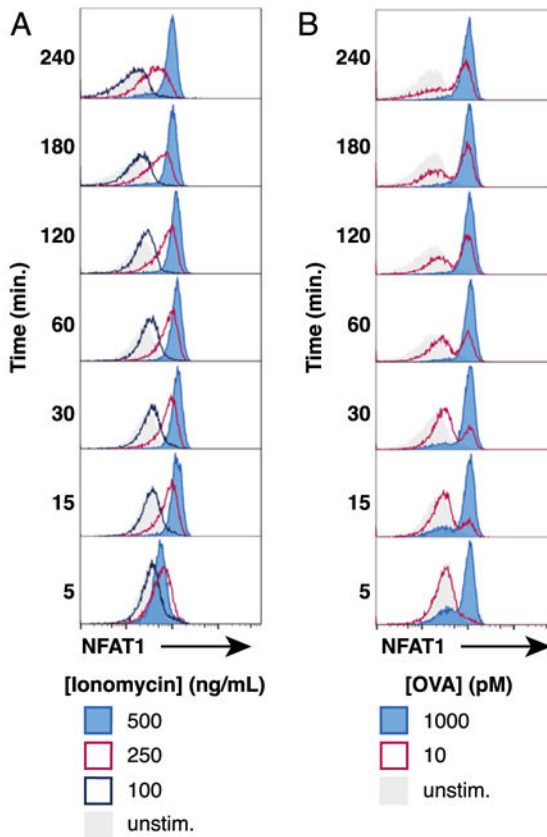 A
B
Time (min.)
240
180
120
60
30
15
5
NFAT1
[Ionomycin] (ng/mL)
500
250
100
unstim.
Time (min.)
240
180
120
60
30
15
5
NFAT1
[OVA] (pM)
1000
10
unstim.